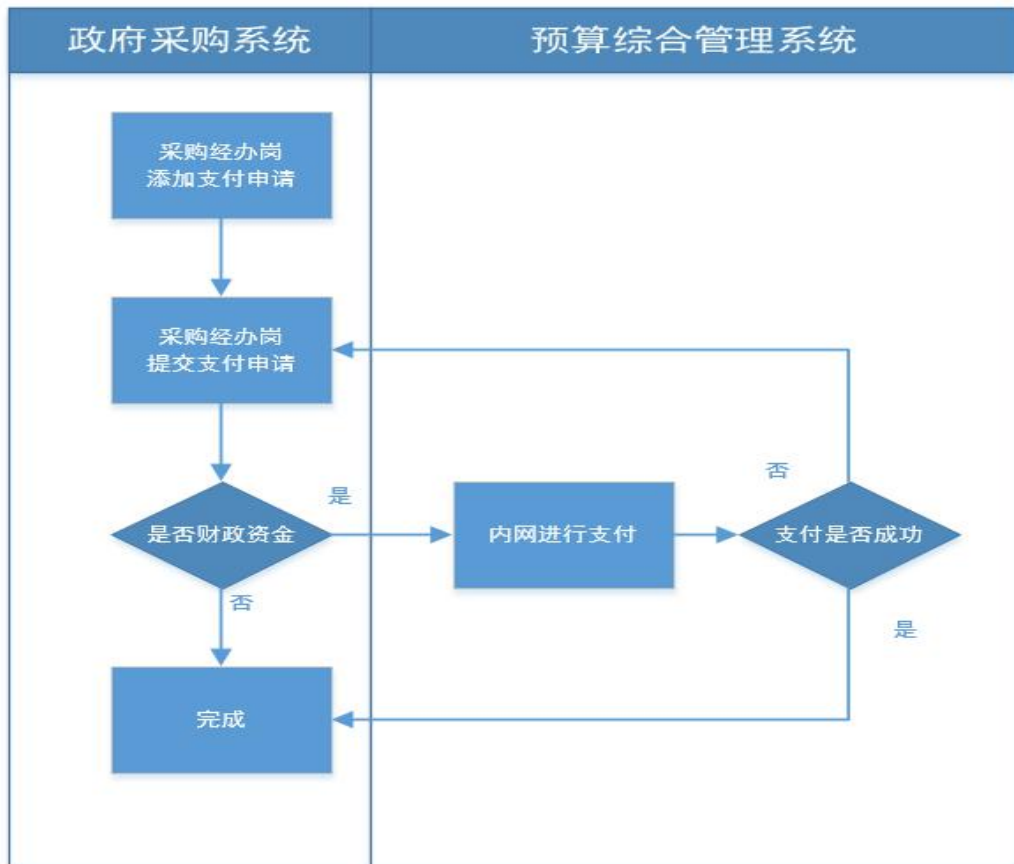 政府采购系统
预算综合管理系统
采购经办岗
添加支付申请
采购经办岗
提交支付申请
否
是
是否财政资金
内网进行支付
支付是否成功
否
是
完成